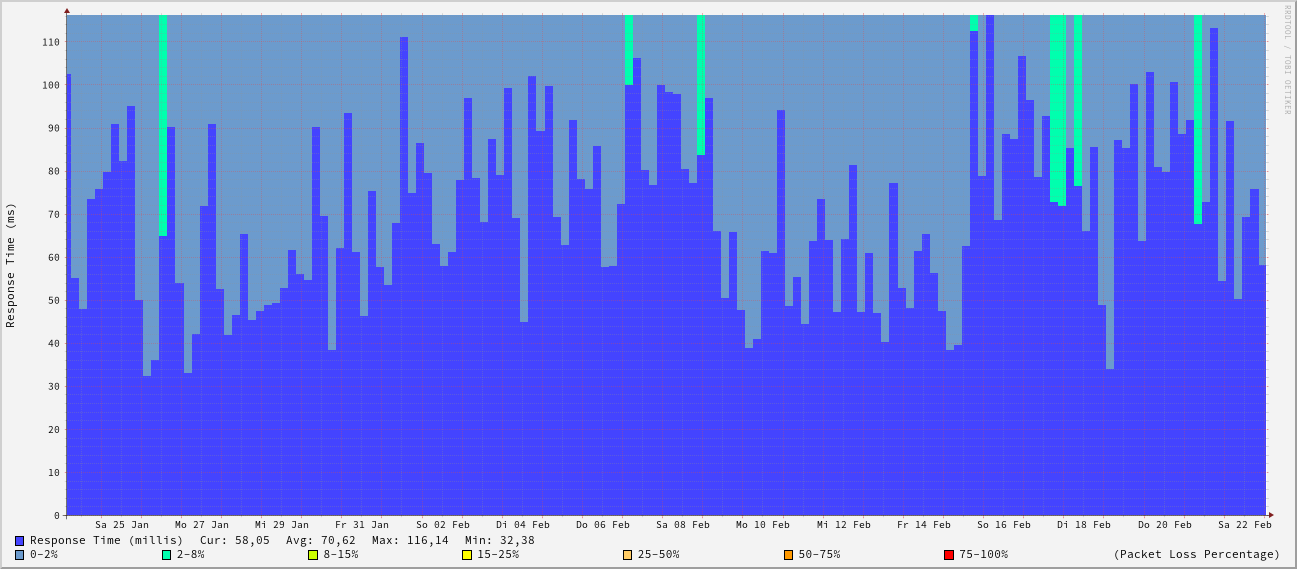 RRDTOOL / TOBI OETIKER
Response Time (ms)
110
100
90
80
70
60
50
40
30
20
10
0
Sa 25 Jan Mo 27 Jan Mi 29 Jan Fr 31 Jan So 02 Feb Di 04 Feb Do 06 Feb Sa 08 Feb Mo 10 Feb Mi 12 Feb Fr 14 Feb So 16 Feb Di 18 Feb Do 20 Feb Sa 22 Feb
Response Time (millis) Cur: 58,05 Avg: 70,62 Max: 116,14 Min: 32,38
0-2% 2-8% 8-15% 15-25% 25-50% 50-75% 75-100% (Packet Loss Percentage)